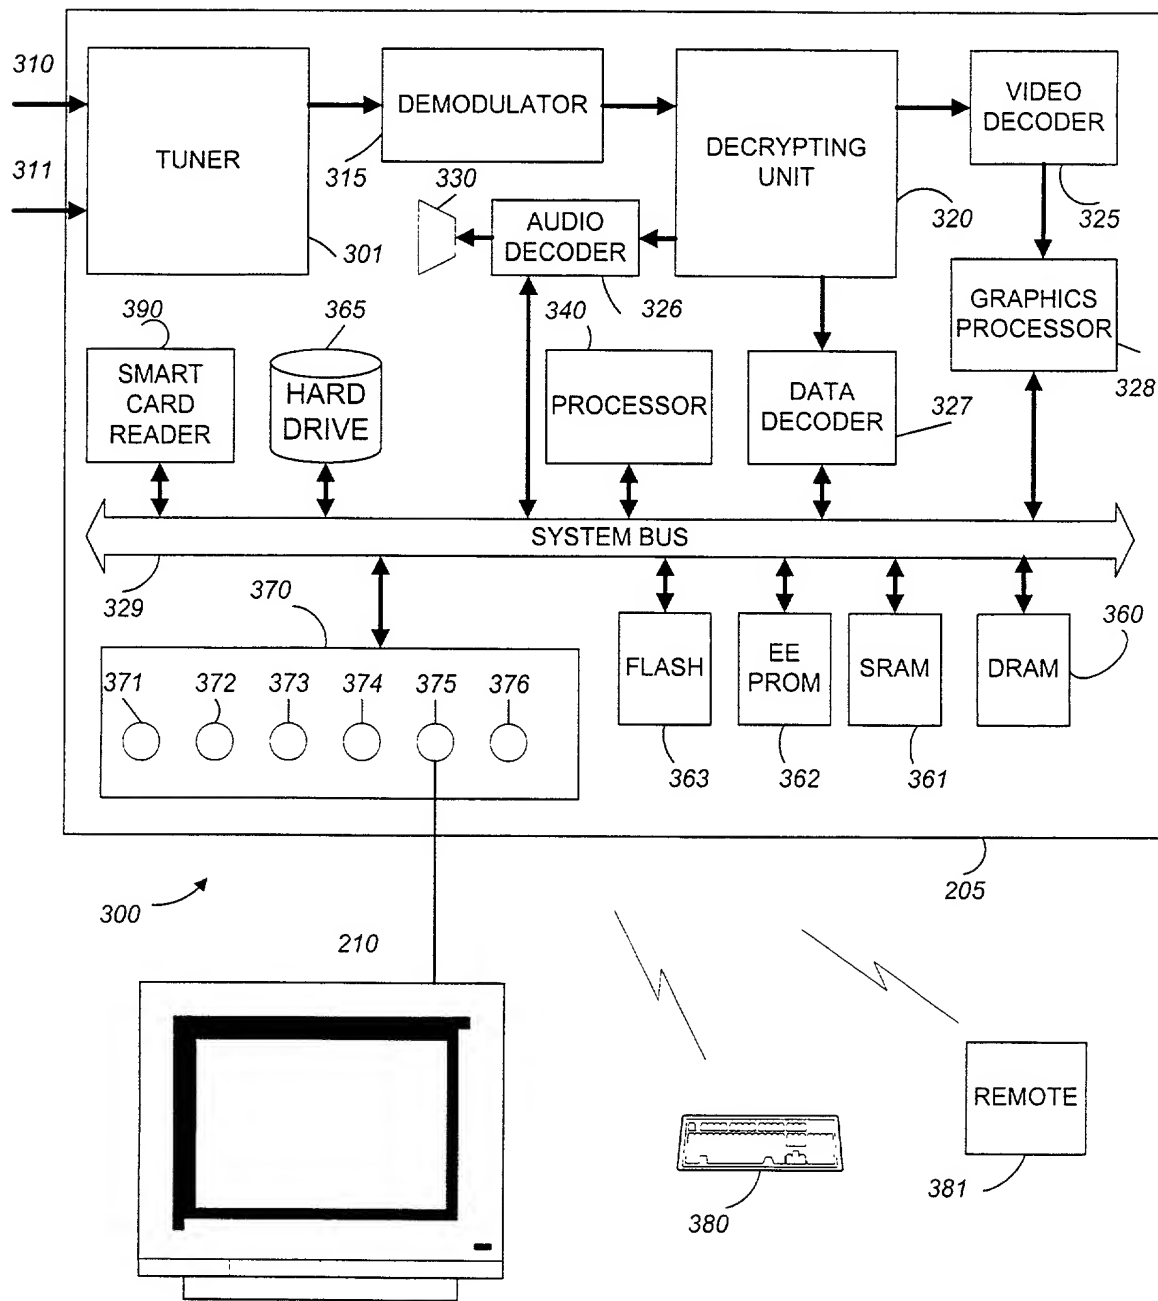 310
311
TUNER
301
DEMODULATOR
315
DECRYPTING
UNIT
320
VIDEO
DECODER
325
330
AUDIO
DECODER
326
GRAPHICS
PROCESSOR
328
390
SMART
CARD
READER
365
HARD
DRIVE
340
PROCESSOR
DATA
DECODER
327
SYSTEM BUS
329
370
371
372
373
374
375
376
FLASH
363
EE
PROM
362
SRAM
361
DRAM
360
205
300
210
380
REMOTE
381